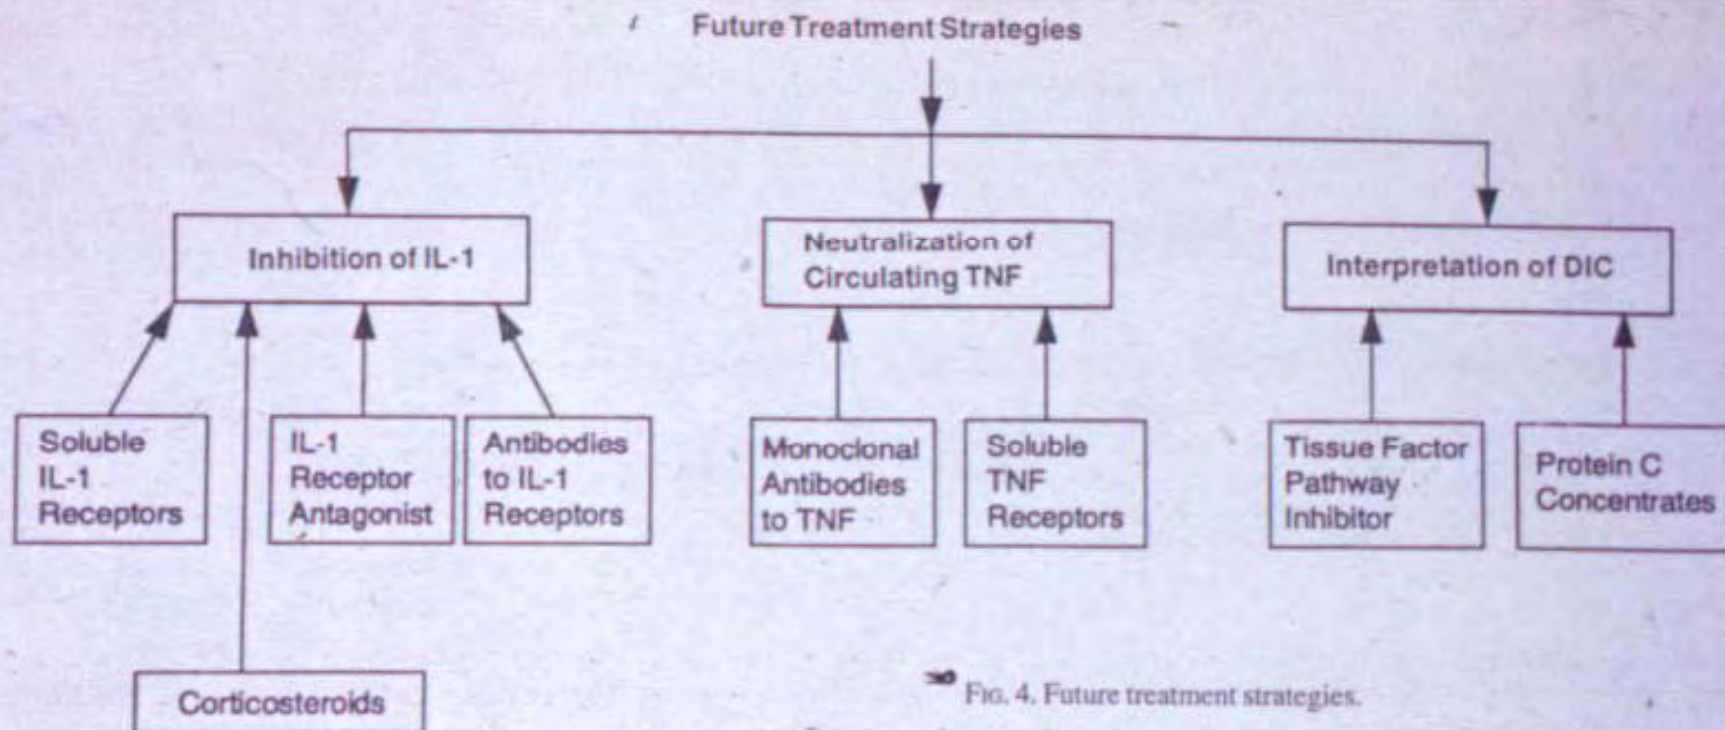 Future Treatment Strategies
Inhibition of IL-1
Neutralization of
Circulating TNF
Interpretation of DIC
Soluble
IL-1
Receptors
IL-1
Receptor
Antagonist
Antibodies
to IL-1
Receptors
Monoclonal
Antibodies
to TNF
Soluble
TNF
Receptors
Tissue Factor
Pathway
Inhibitor
Protein C
Concentrates
Corticosteroids
FIG. 4. Future treatment strategies.